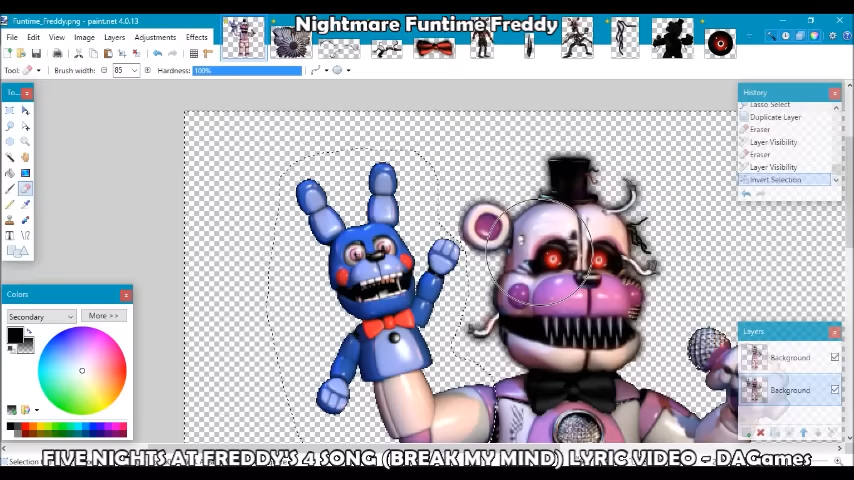 Funtime_Freddy.png - paint.net 4.0.13
Nightmare Funtime Freddy
File Edit View Image Layers Adjustments Effects
Tool: Brush width: 85 Hardness: 100%
To...
History
Lasso Select
Duplicate Layer
Eraser
Layer Visibility
Eraser
Layer Visibility
Invert Selection
Colors
Secondary More >>
Layers
Background
Background
FIVE NIGHTS AT FREDDY'S 4 SONG (BREAK MY MIND) LYRIC VIDEO - DAGames